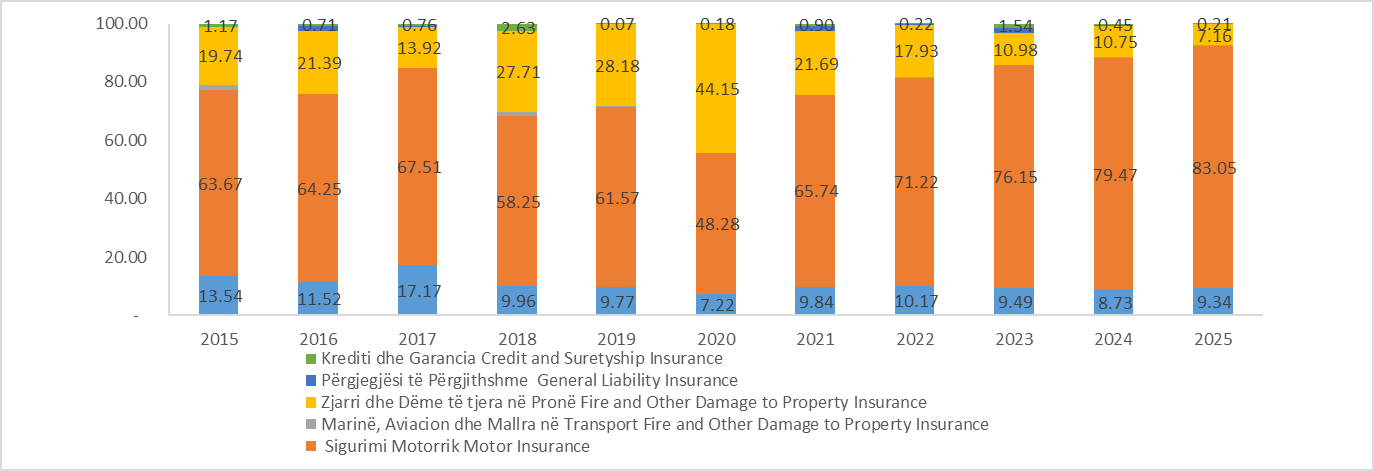 100.00
80.00
60.00
40.00
20.00
-
1.17 0.71 0.76 2.63 0.07 0.18 0.90 0.22 1.54 0.45 0.21
19.74 21.39 13.92 27.71 28.18 44.15 21.69 17.93 10.98 10.75 7.16
63.67 64.25 67.51 58.25 61.57 48.28 65.74 71.22 76.15 79.47 83.05
13.54 11.52 17.17 9.96 9.77 7.22 9.84 10.17 9.49 8.73 9.34
2015 2016 2017 2018 2019 2020 2021 2022 2023 2024 2025
Krediti dhe Garancia Credit and Suretyship Insurance
Përgjegjësi të Përgjithshme General Liability Insurance
Zjarri dhe Dëme të tjera në Pronë Fire and Other Damage to Property Insurance
Marinë, Aviacion dhe Mallra në Transport Fire and Other Damage to Property Insurance
Sigurimi Motorrik Motor Insurance